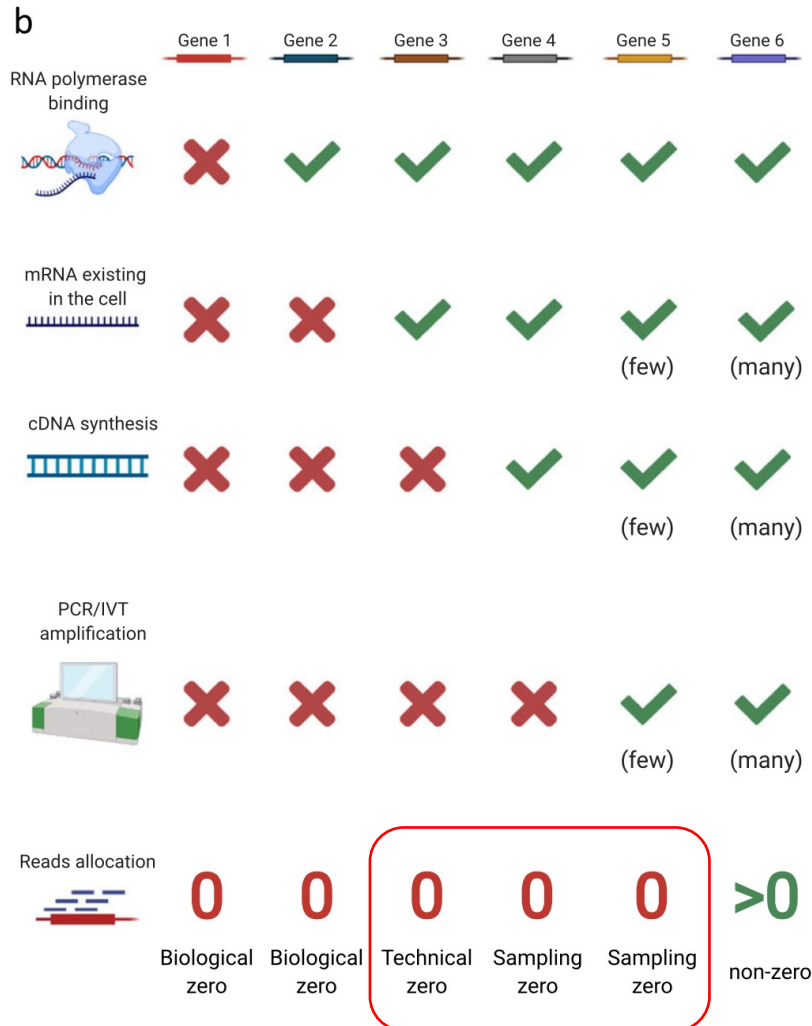 b
Gene 1 Gene 2 Gene 3 Gene 4 Gene 5 Gene 6
RNA polymerase
binding
mRNA existing
in the cell
(few) (many)
cDNA synthesis
(few) (many)
PCR/IVT
amplification
(few) (many)
Reads allocation
0 0 0 0 0 >0
Biological Biological Technical Sampling Sampling non-zero
zero zero zero zero zero